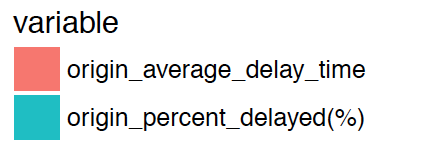 variable
origin_average_delay_time
origin_percent_delayed(%)